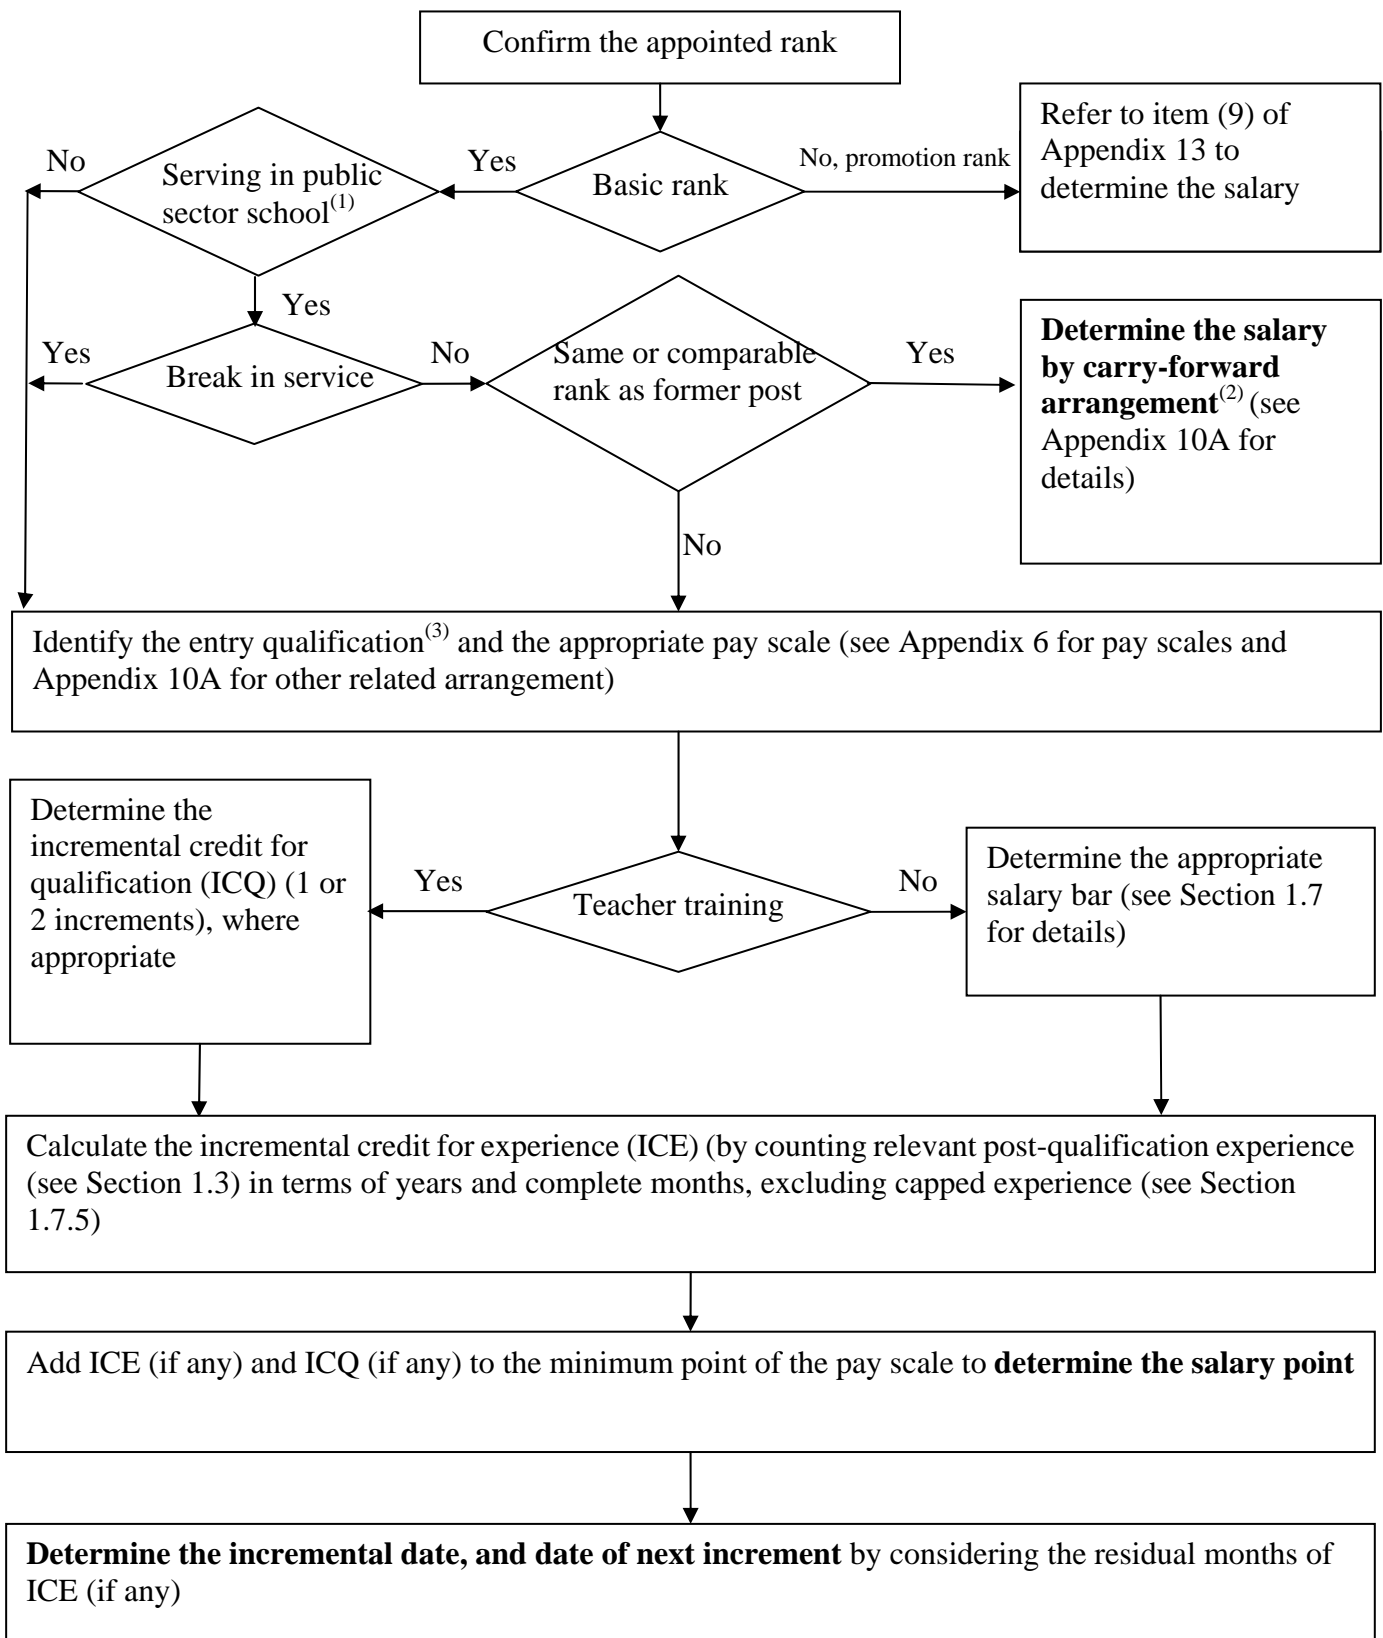 Confirm the appointed rank
Refer to item (9) of
Appendix 13 to
determine the salary
No
Serving in public
sector school(1)
Yes
Basic rank
No, promotion rank
Yes
Yes
Break in service
No
Same or comparable
rank as former post
Yes
Determine the salary
by carry-forward
arrangement(2) (see
Appendix 10A for
details)
No
Identify the entry qualification(3) and the appropriate pay scale (see Appendix 6 for pay scales and
Appendix 10A for other related arrangement)
Determine the
incremental credit for
qualification (ICQ) (1 or
2 increments), where
appropriate
Yes
Teacher training
No
Determine the appropriate
salary bar (see Section 1.7
for details)
Calculate the incremental credit for experience (ICE) (by counting relevant post-qualification experience
(see Section 1.3) in terms of years and complete months, excluding capped experience (see Section
1.7.5)
Add ICE (if any) and ICQ (if any) to the minimum point of the pay scale to determine the salary point
Determine the incremental date, and date of next increment by considering the residual months of
ICE (if any)